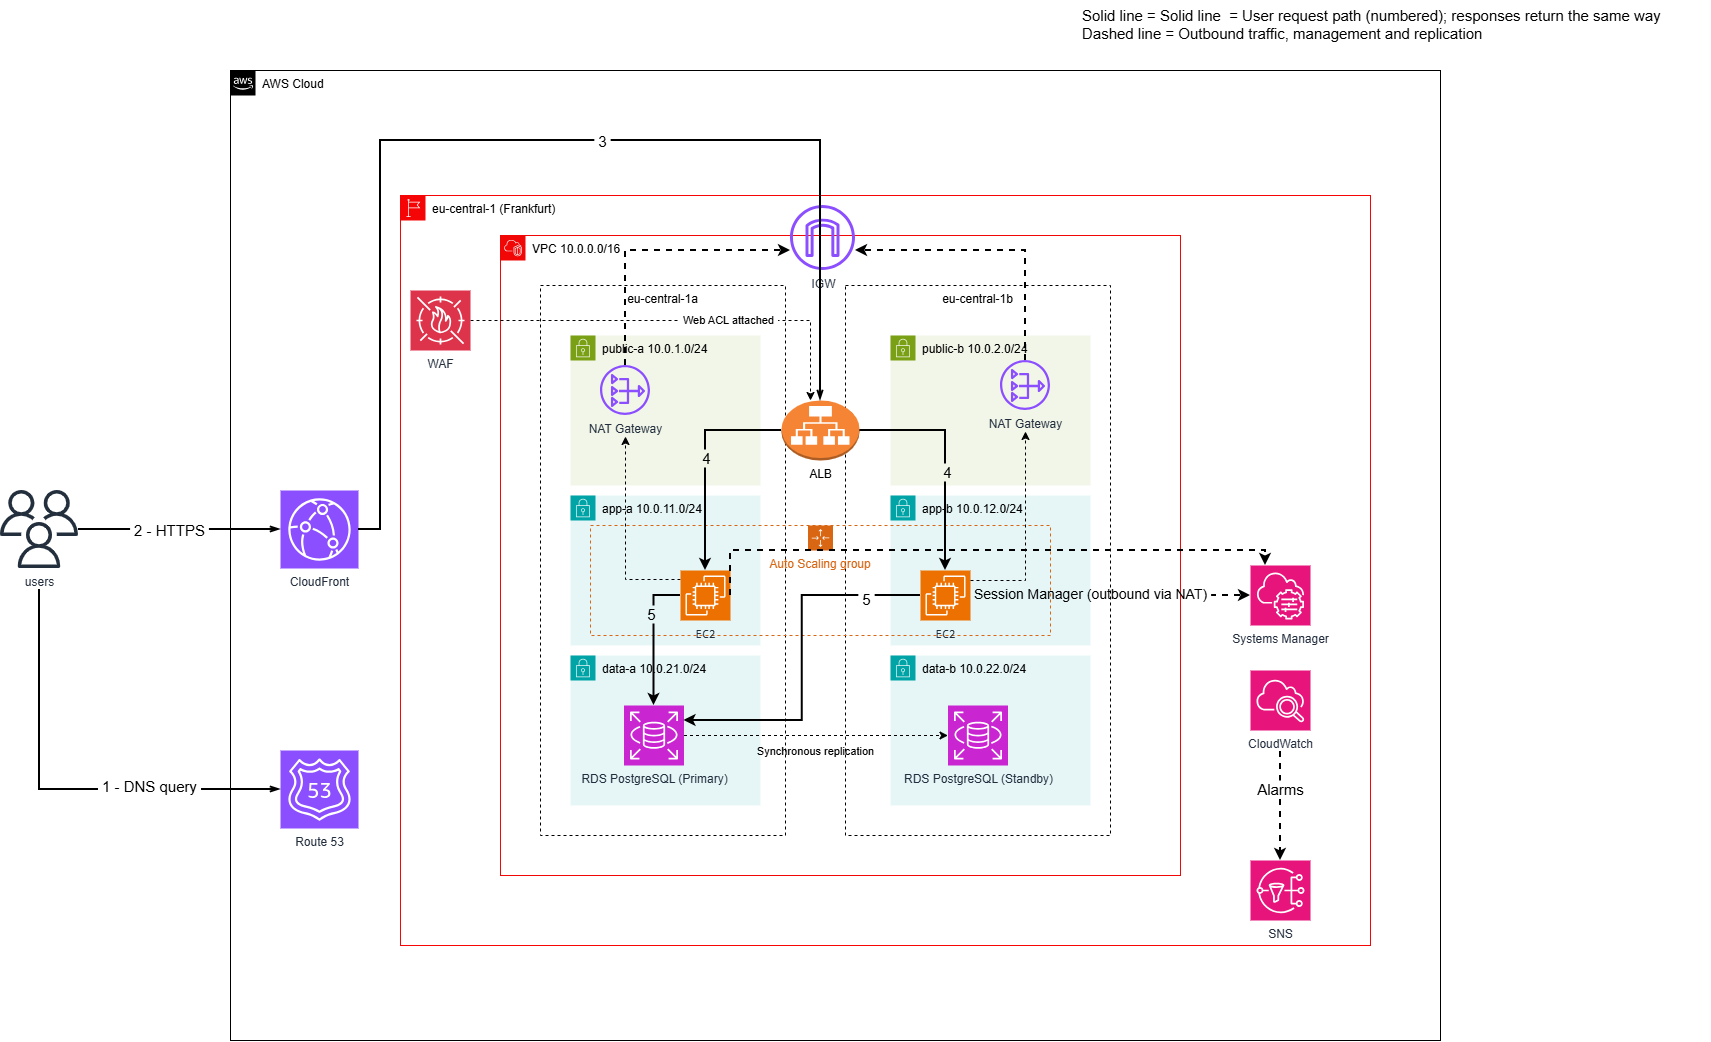 Solid line = Solid line  = User request path (numbered); responses return the same way
Dashed line = Outbound traffic, management and replication
aws
AWS Cloud
3
eu-central-1 (Frankfurt)
VPC 10.0.0.0/16
IGW
eu-central-1a
eu-central-1b
Web ACL attached
WAF
public-a 10.0.1.0/24
public-b 10.0.2.0/24
NAT Gateway
NAT Gateway
4
4
ALB
app-a 10.0.11.0/24
app-b 10.0.12.0/24
2 - HTTPS
users
CloudFront
Auto Scaling group
5
5
Session Manager (outbound via NAT)
EC2
EC2
Systems Manager
data-a 10.0.21.0/24
data-b 10.0.22.0/24
Synchronous replication
RDS PostgreSQL (Primary)
RDS PostgreSQL (Standby)
CloudWatch
Alarms
1 - DNS query
53
Route 53
SNS